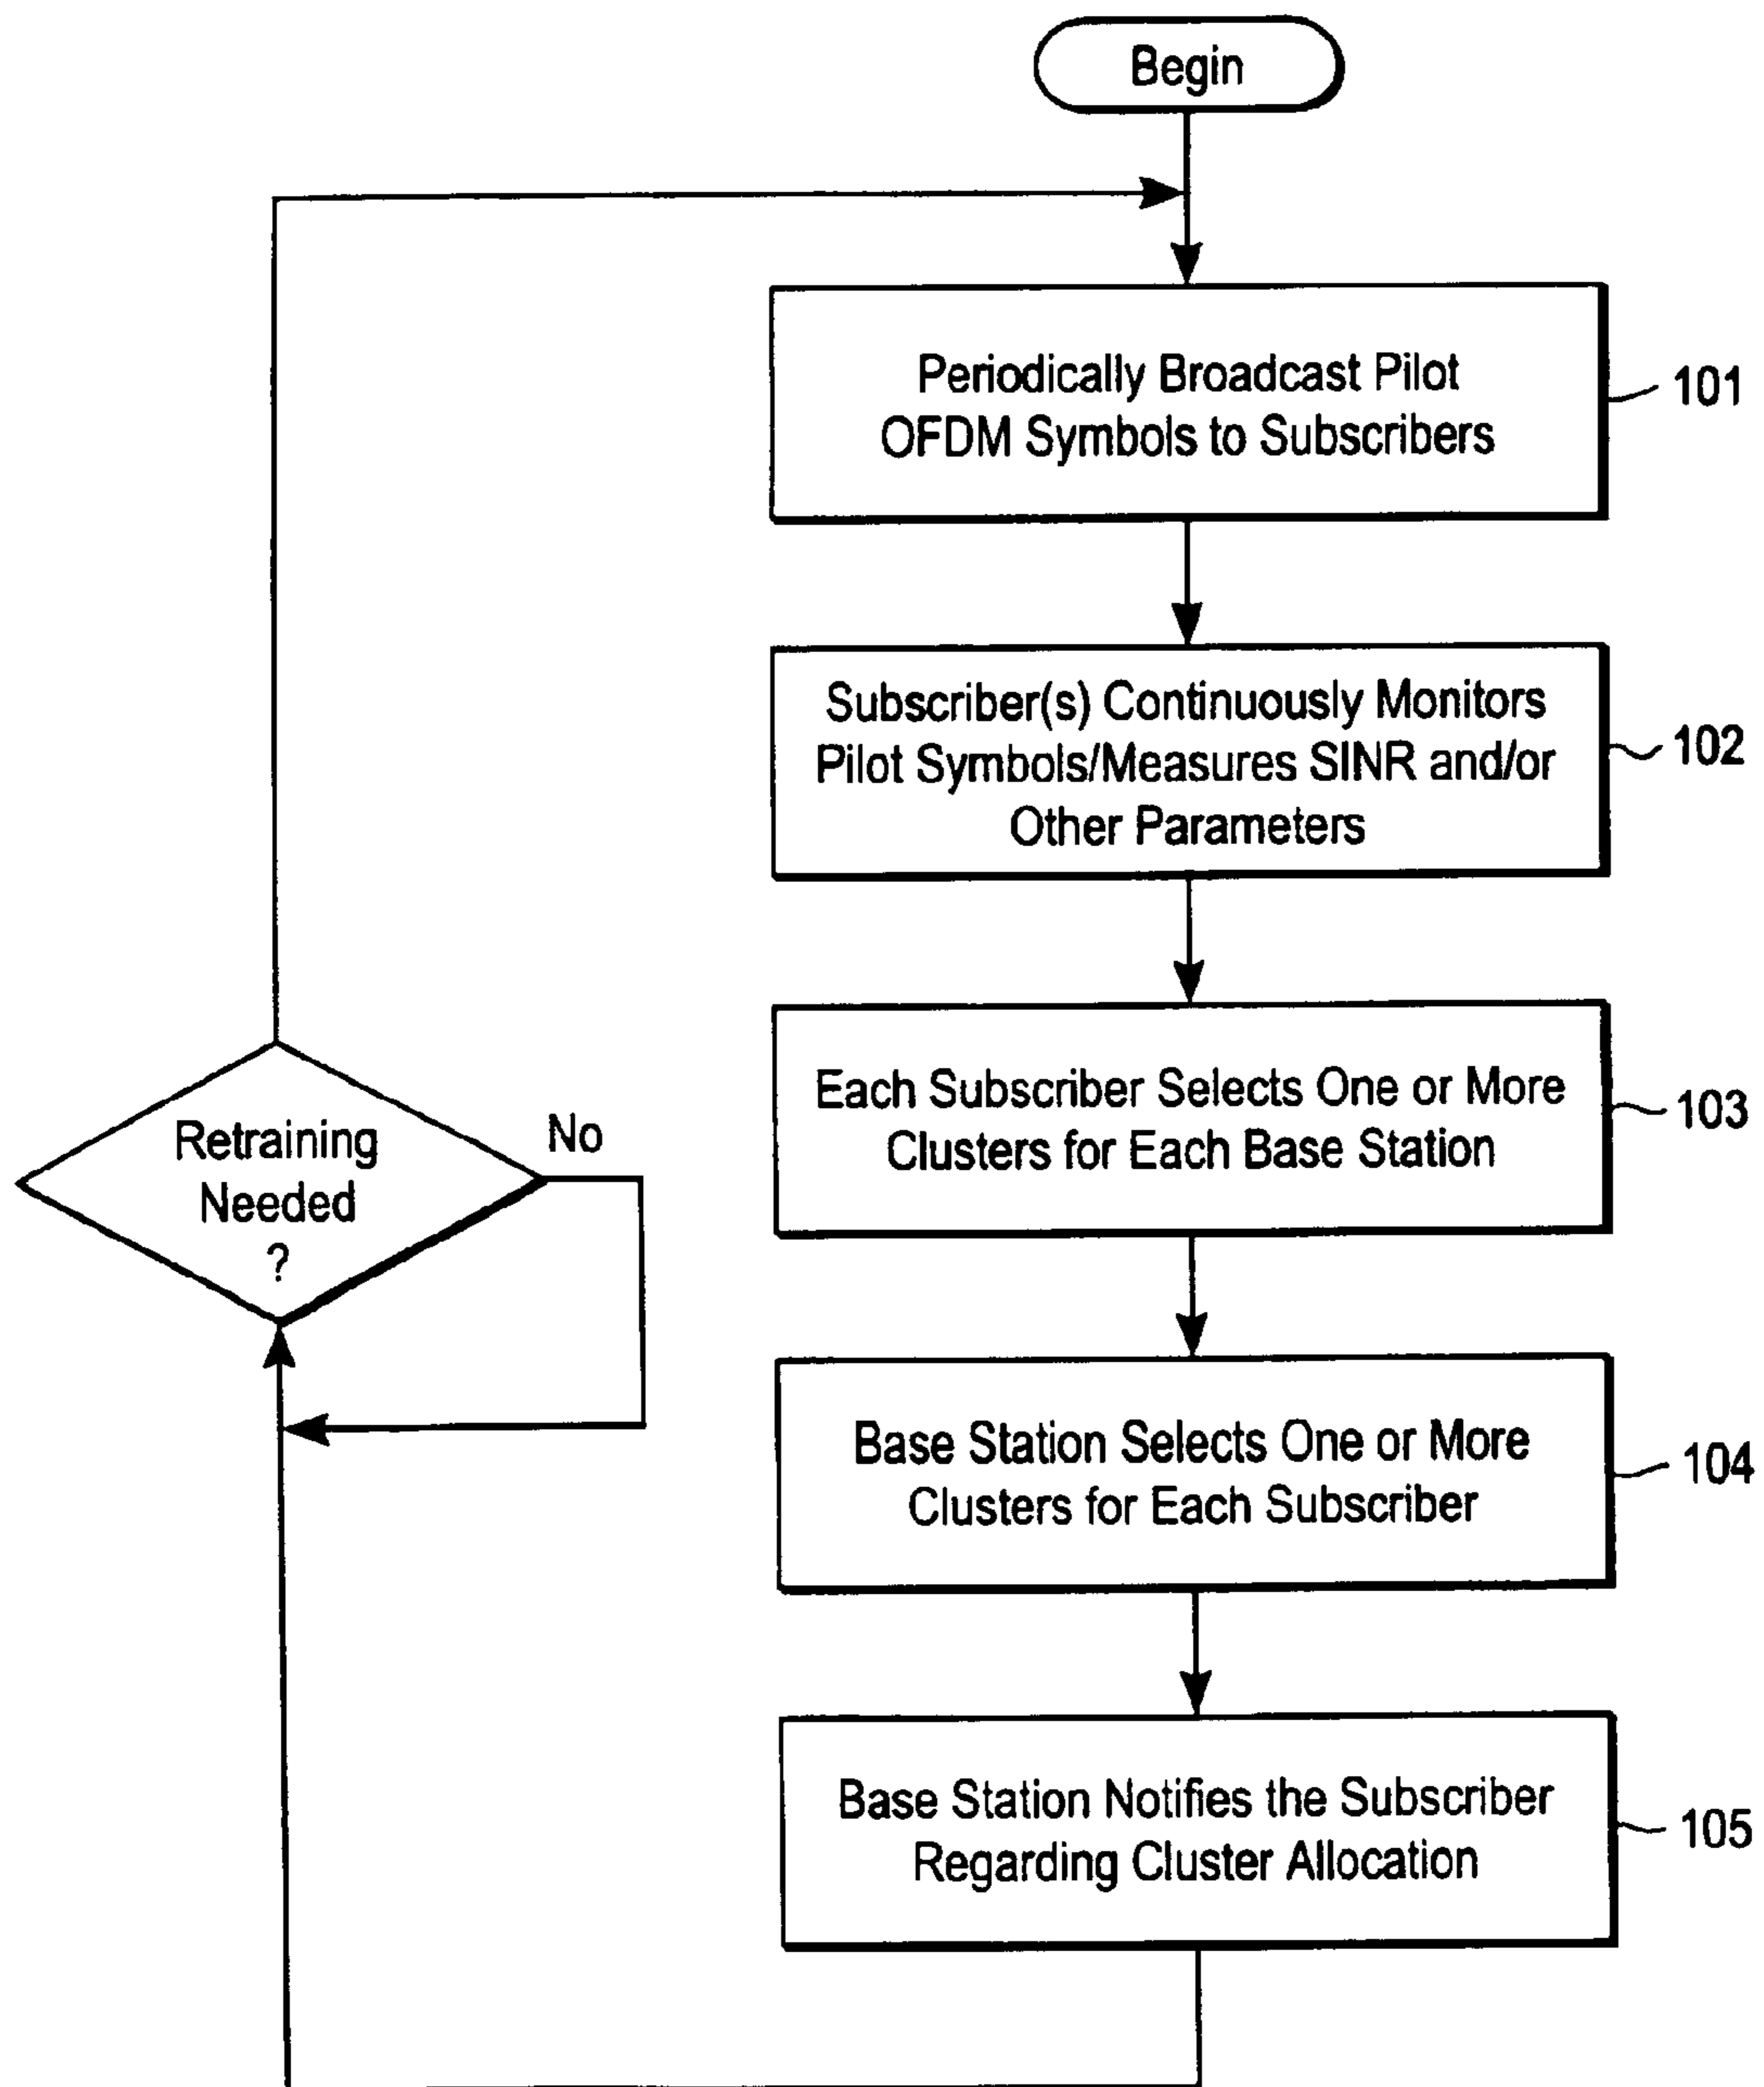 Begin
Periodically Broadcast Pilot
OFDM Symbols to Subscribers
101
Subscriber(s) Continuously Monitors
Pilot Symbols/Measures SINR and/or
Other Parameters
102
Each Subscriber Selects One or More
Clusters for Each Base Station
103
Retraining
Needed
?
No
Base Station Selects One or More
Clusters for Each Subscriber
104
Base Station Notifies the Subscriber
Regarding Cluster Allocation
105